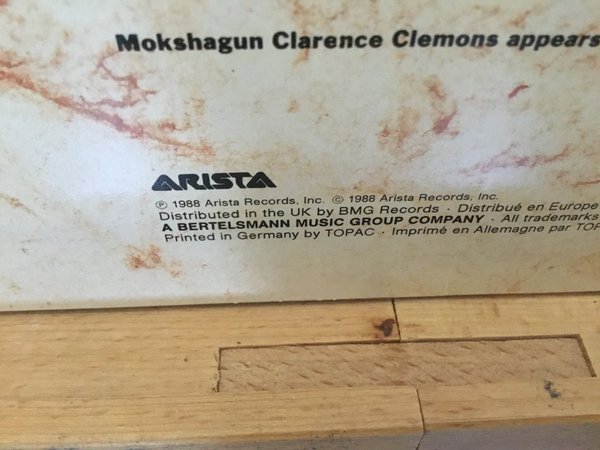 Mokshagun Clarence Clemons appears
ARISTA
℗ 1988 Arista Records, Inc. © 1988 Arista Records, Inc.
Distributed in the UK by BMG Records · Distribué en Europe
A BERTELSMANN MUSIC GROUP COMPANY · All trademarks
Printed in Germany by TOPAC · Imprimé en Allemagne par TOP